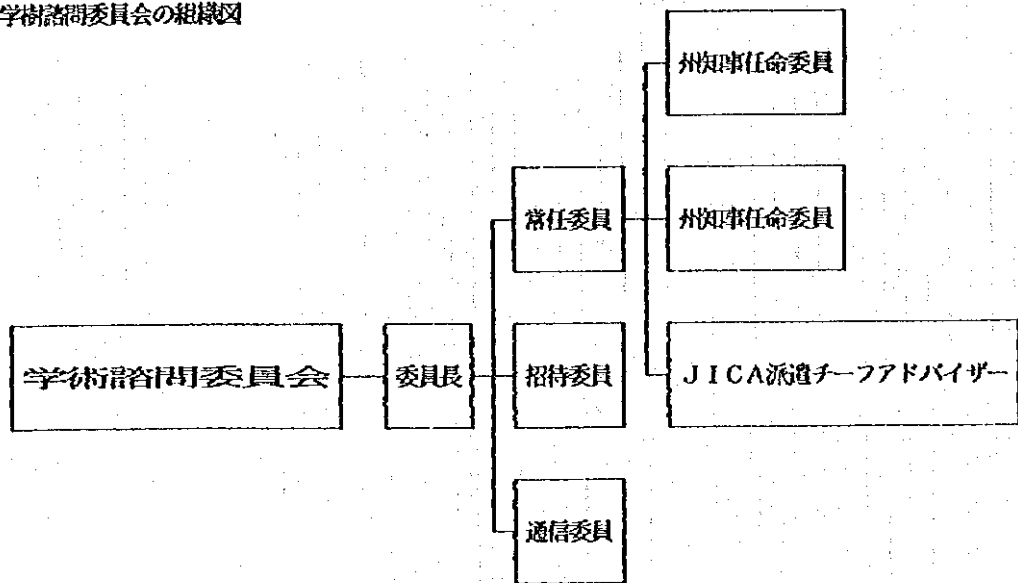 学術諮問委員会の組織図
州知事任命委員
常任委員
州知事任命委員
学術諮問委員会
委員長
招待委員
JICA派遣チーフアドバイザー
通信委員